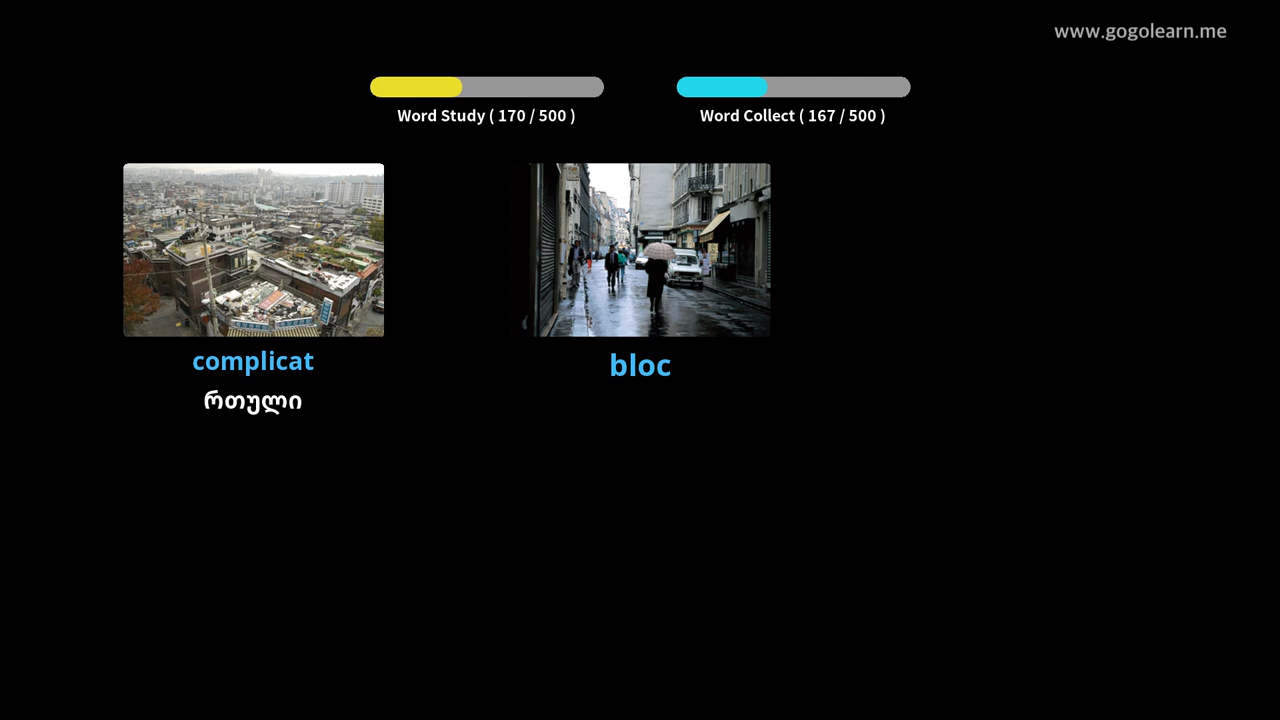 www.gogolearn.me
Word Study ( 170 / 500 )
Word Collect ( 167 / 500 )
complicat
რთული
bloc